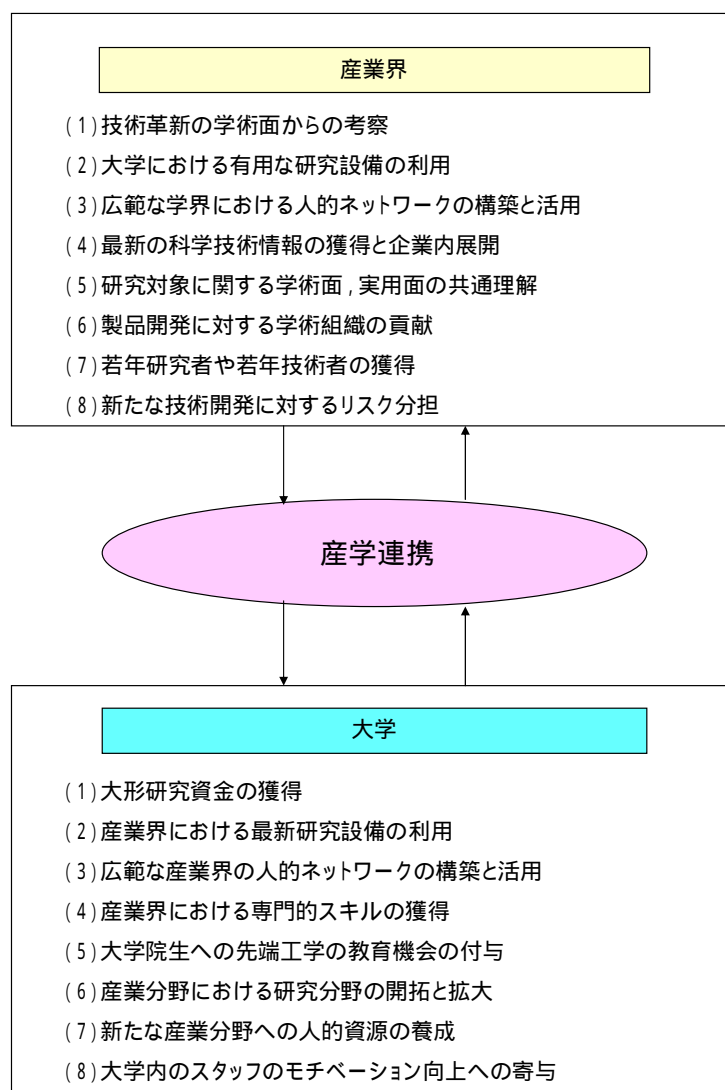 産業界
(1)技術革新の学術面からの考察
(2)大学における有用な研究設備の利用
(3)広範な学界における人的ネットワークの構築と活用
(4)最新の科学技術情報の獲得と企業内展開
(5)研究対象に関する学術面,実用面の共通理解
(6)製品開発に対する学術組織の貢献
(7)若年研究者や若年技術者の獲得
(8)新たな技術開発に対するリスク分担
産学連携
大学
(1)大形研究資金の獲得
(2)産業界における最新研究設備の利用
(3)広範な産業界の人的ネットワークの構築と活用
(4)産業界における専門的スキルの獲得
(5)大学院生への先端工学の教育機会の付与
(6)産業分野における研究分野の開拓と拡大
(7)新たな産業分野への人的資源の養成
(8)大学内のスタッフのモチベーション向上への寄与